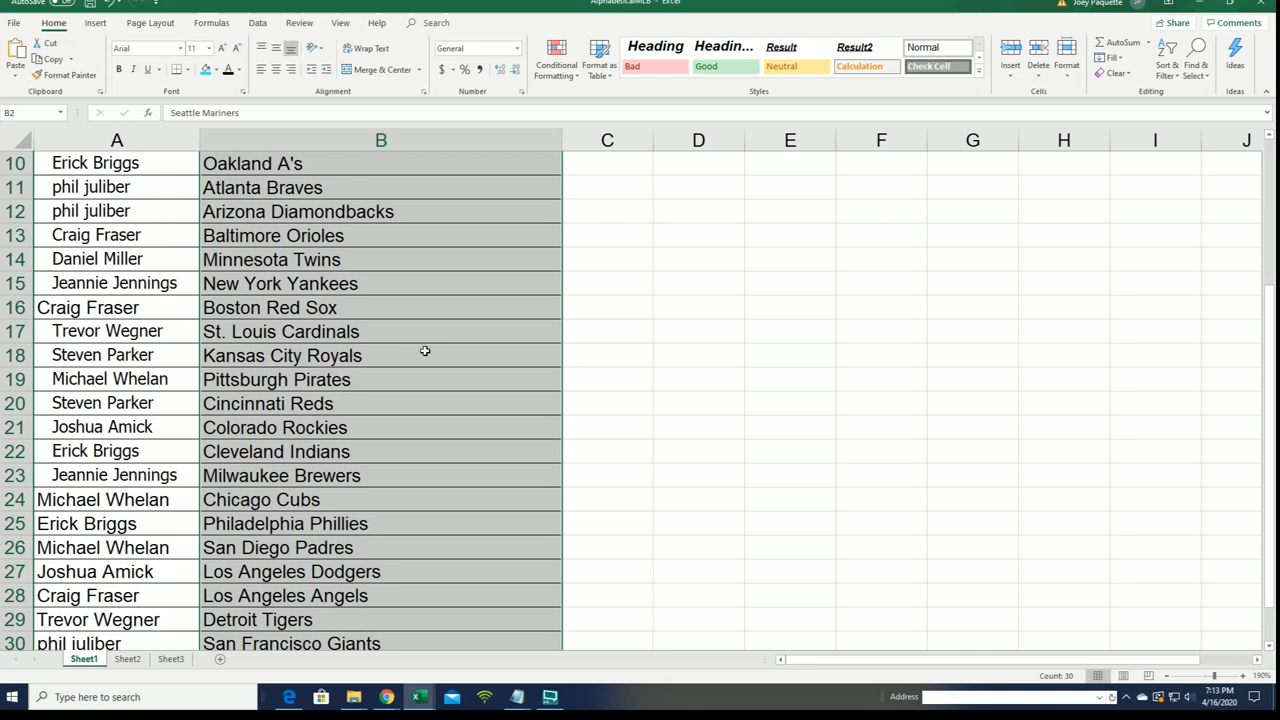 AutoSave Off AlphabeticalMLB - Excel Joey Paquette JP
File Home Insert Page Layout Formulas Data Review View Help Search Share Comments
Paste Cut Copy Format Painter Clipboard
Arial 11 A A B I U A Font
Wrap Text Merge & Center Alignment
General $ % , Number
Conditional Formatting Format as Table
Heading Headin... Result Result2 Normal
Bad Good Neutral Calculation Check Cell
Styles
Insert Delete Format Cells
AutoSum Fill Clear Sort & Filter Find & Select Editing
Ideas Ideas
B2 fx Seattle Mariners
A B C D E F G H I J
10 Erick Briggs Oakland A's
11 phil juliber Atlanta Braves
12 phil juliber Arizona Diamondbacks
13 Craig Fraser Baltimore Orioles
14 Daniel Miller Minnesota Twins
15 Jeannie Jennings New York Yankees
16 Craig Fraser Boston Red Sox
17 Trevor Wegner St. Louis Cardinals
18 Steven Parker Kansas City Royals
19 Michael Whelan Pittsburgh Pirates
20 Steven Parker Cincinnati Reds
21 Joshua Amick Colorado Rockies
22 Erick Briggs Cleveland Indians
23 Jeannie Jennings Milwaukee Brewers
24 Michael Whelan Chicago Cubs
25 Erick Briggs Philadelphia Phillies
26 Michael Whelan San Diego Padres
27 Joshua Amick Los Angeles Dodgers
28 Craig Fraser Los Angeles Angels
29 Trevor Wegner Detroit Tigers
30 phil juliber San Francisco Giants
Sheet1 Sheet2 Sheet3
Count: 30 190%
Type here to search Address 7:13 PM
4/16/2020